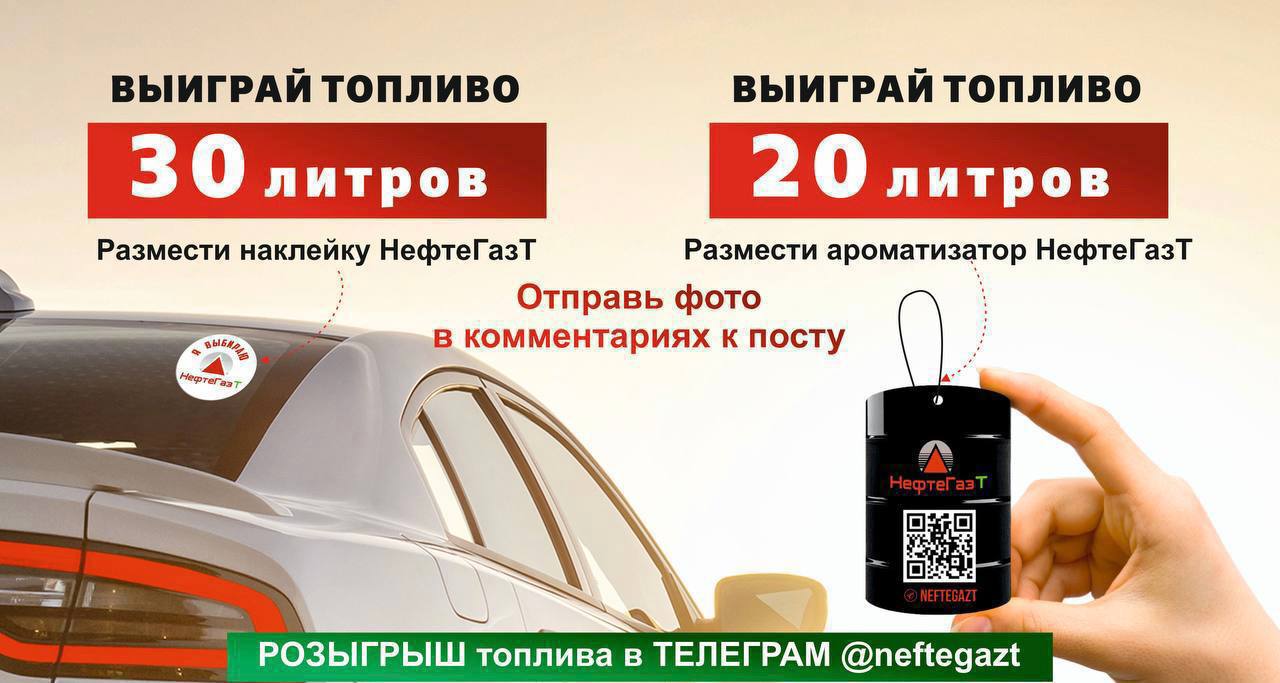 ВЫИГРАЙ ТОПЛИВО
30 литров
Размести наклейку НефтеГазТ
ВЫИГРАЙ ТОПЛИВО
20 литров
Размести ароматизатор НефтеГазТ
Отправь фото
в комментариях к посту
Я ВЫБИРАЮ
НефтеГазТ
НефтеГазТ
NEFTEGAZT
РОЗЫГРЫШ топлива в ТЕЛЕГРАМ @neftegazt